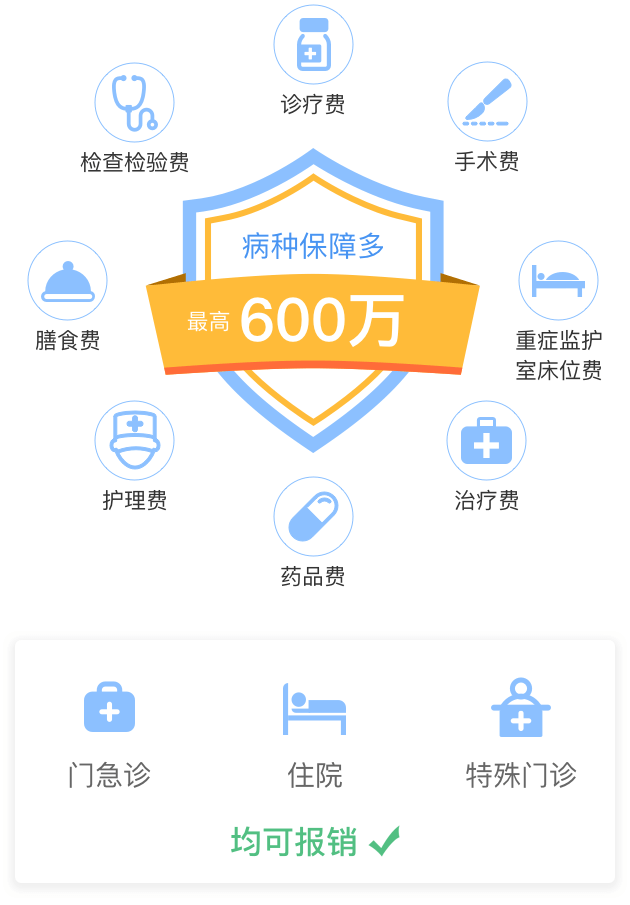 诊疗费
检查检验费
手术费
病种保障多
最高600万
膳食费
重症监护
室床位费
护理费
治疗费
药品费
门急诊
住院
特殊门诊
均可报销